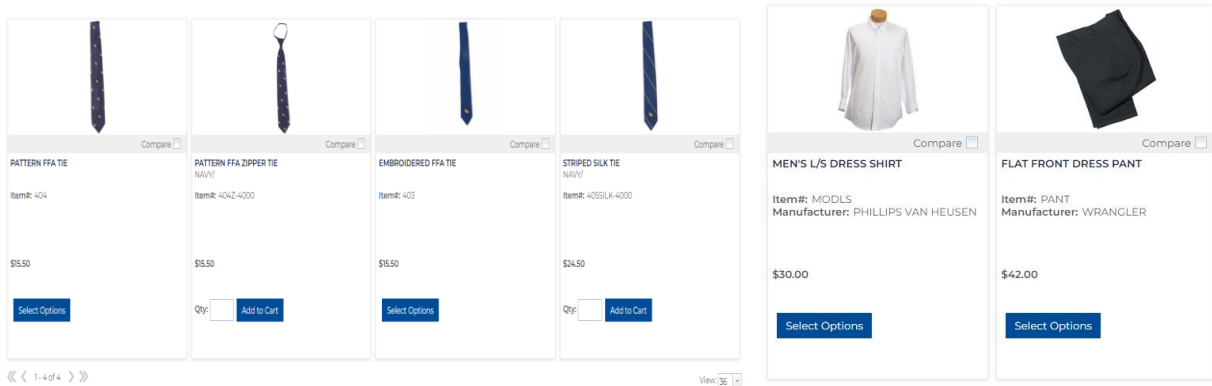 Compare
PATTERN FFA TIE
Item#: 404
$15.50
Select Options
Compare
PATTERN FFA ZIPPER TIE
NAVY/
Item#: 404Z-4000
$15.50
Qty: Add to Cart
Compare
EMBROIDERED FFA TIE
Item#: 403
$15.50
Select Options
Compare
STRIPED SILK TIE
NAVY/
Item#: 405SILK-4000
$24.50
Qty: Add to Cart
1 - 4 of 4
View: 36
Compare
MEN'S L/S DRESS SHIRT
Item#: MODLS
Manufacturer: PHILLIPS VAN HEUSEN
$30.00
Select Options
Compare
FLAT FRONT DRESS PANT
Item#: PANT
Manufacturer: WRANGLER
$42.00
Select Options